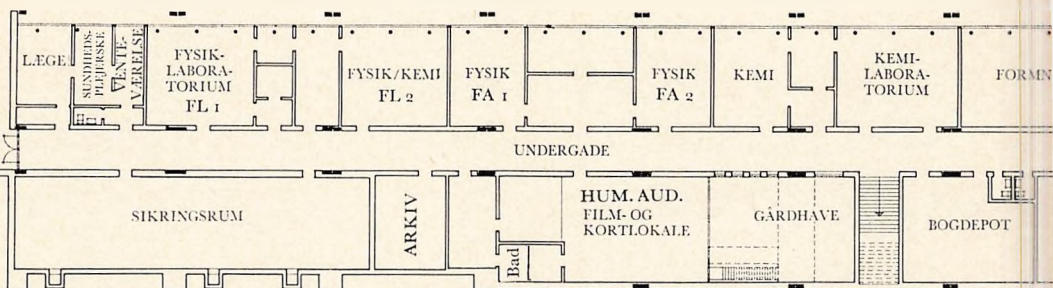 LÆGE
SUNDHEDS-
PLEJERSKE
VENTE-
VÆRELSE
FYSIK-
LABORA-
TORIUM
FL 1
FYSIK/KEMI
FL 2
FYSIK
FA 1
FYSIK
FA 2
KEMI
KEMI-
LABORA-
TORIUM
FORMN
UNDERGADE
SIKRINGSRUM
ARKIV
Bad
HUM. AUD.
FILM- OG
KORTLOKALE
GÅRDHAVE
BOGDEPOT